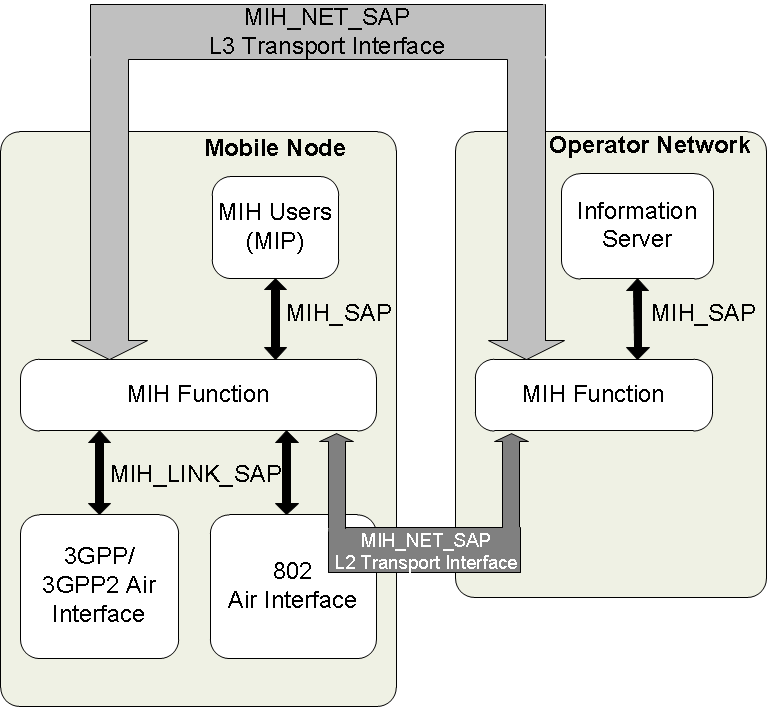 MIH_NET_SAP
L3 Transport Interface
Mobile Node
Operator Network
MIH Users
(MIP)
Information
Server
MIH_SAP
MIH_SAP
MIH Function
MIH Function
MIH_LINK_SAP
MIH_NET_SAP
L2 Transport Interface
3GPP/
3GPP2 Air
Interface
802
Air Interface